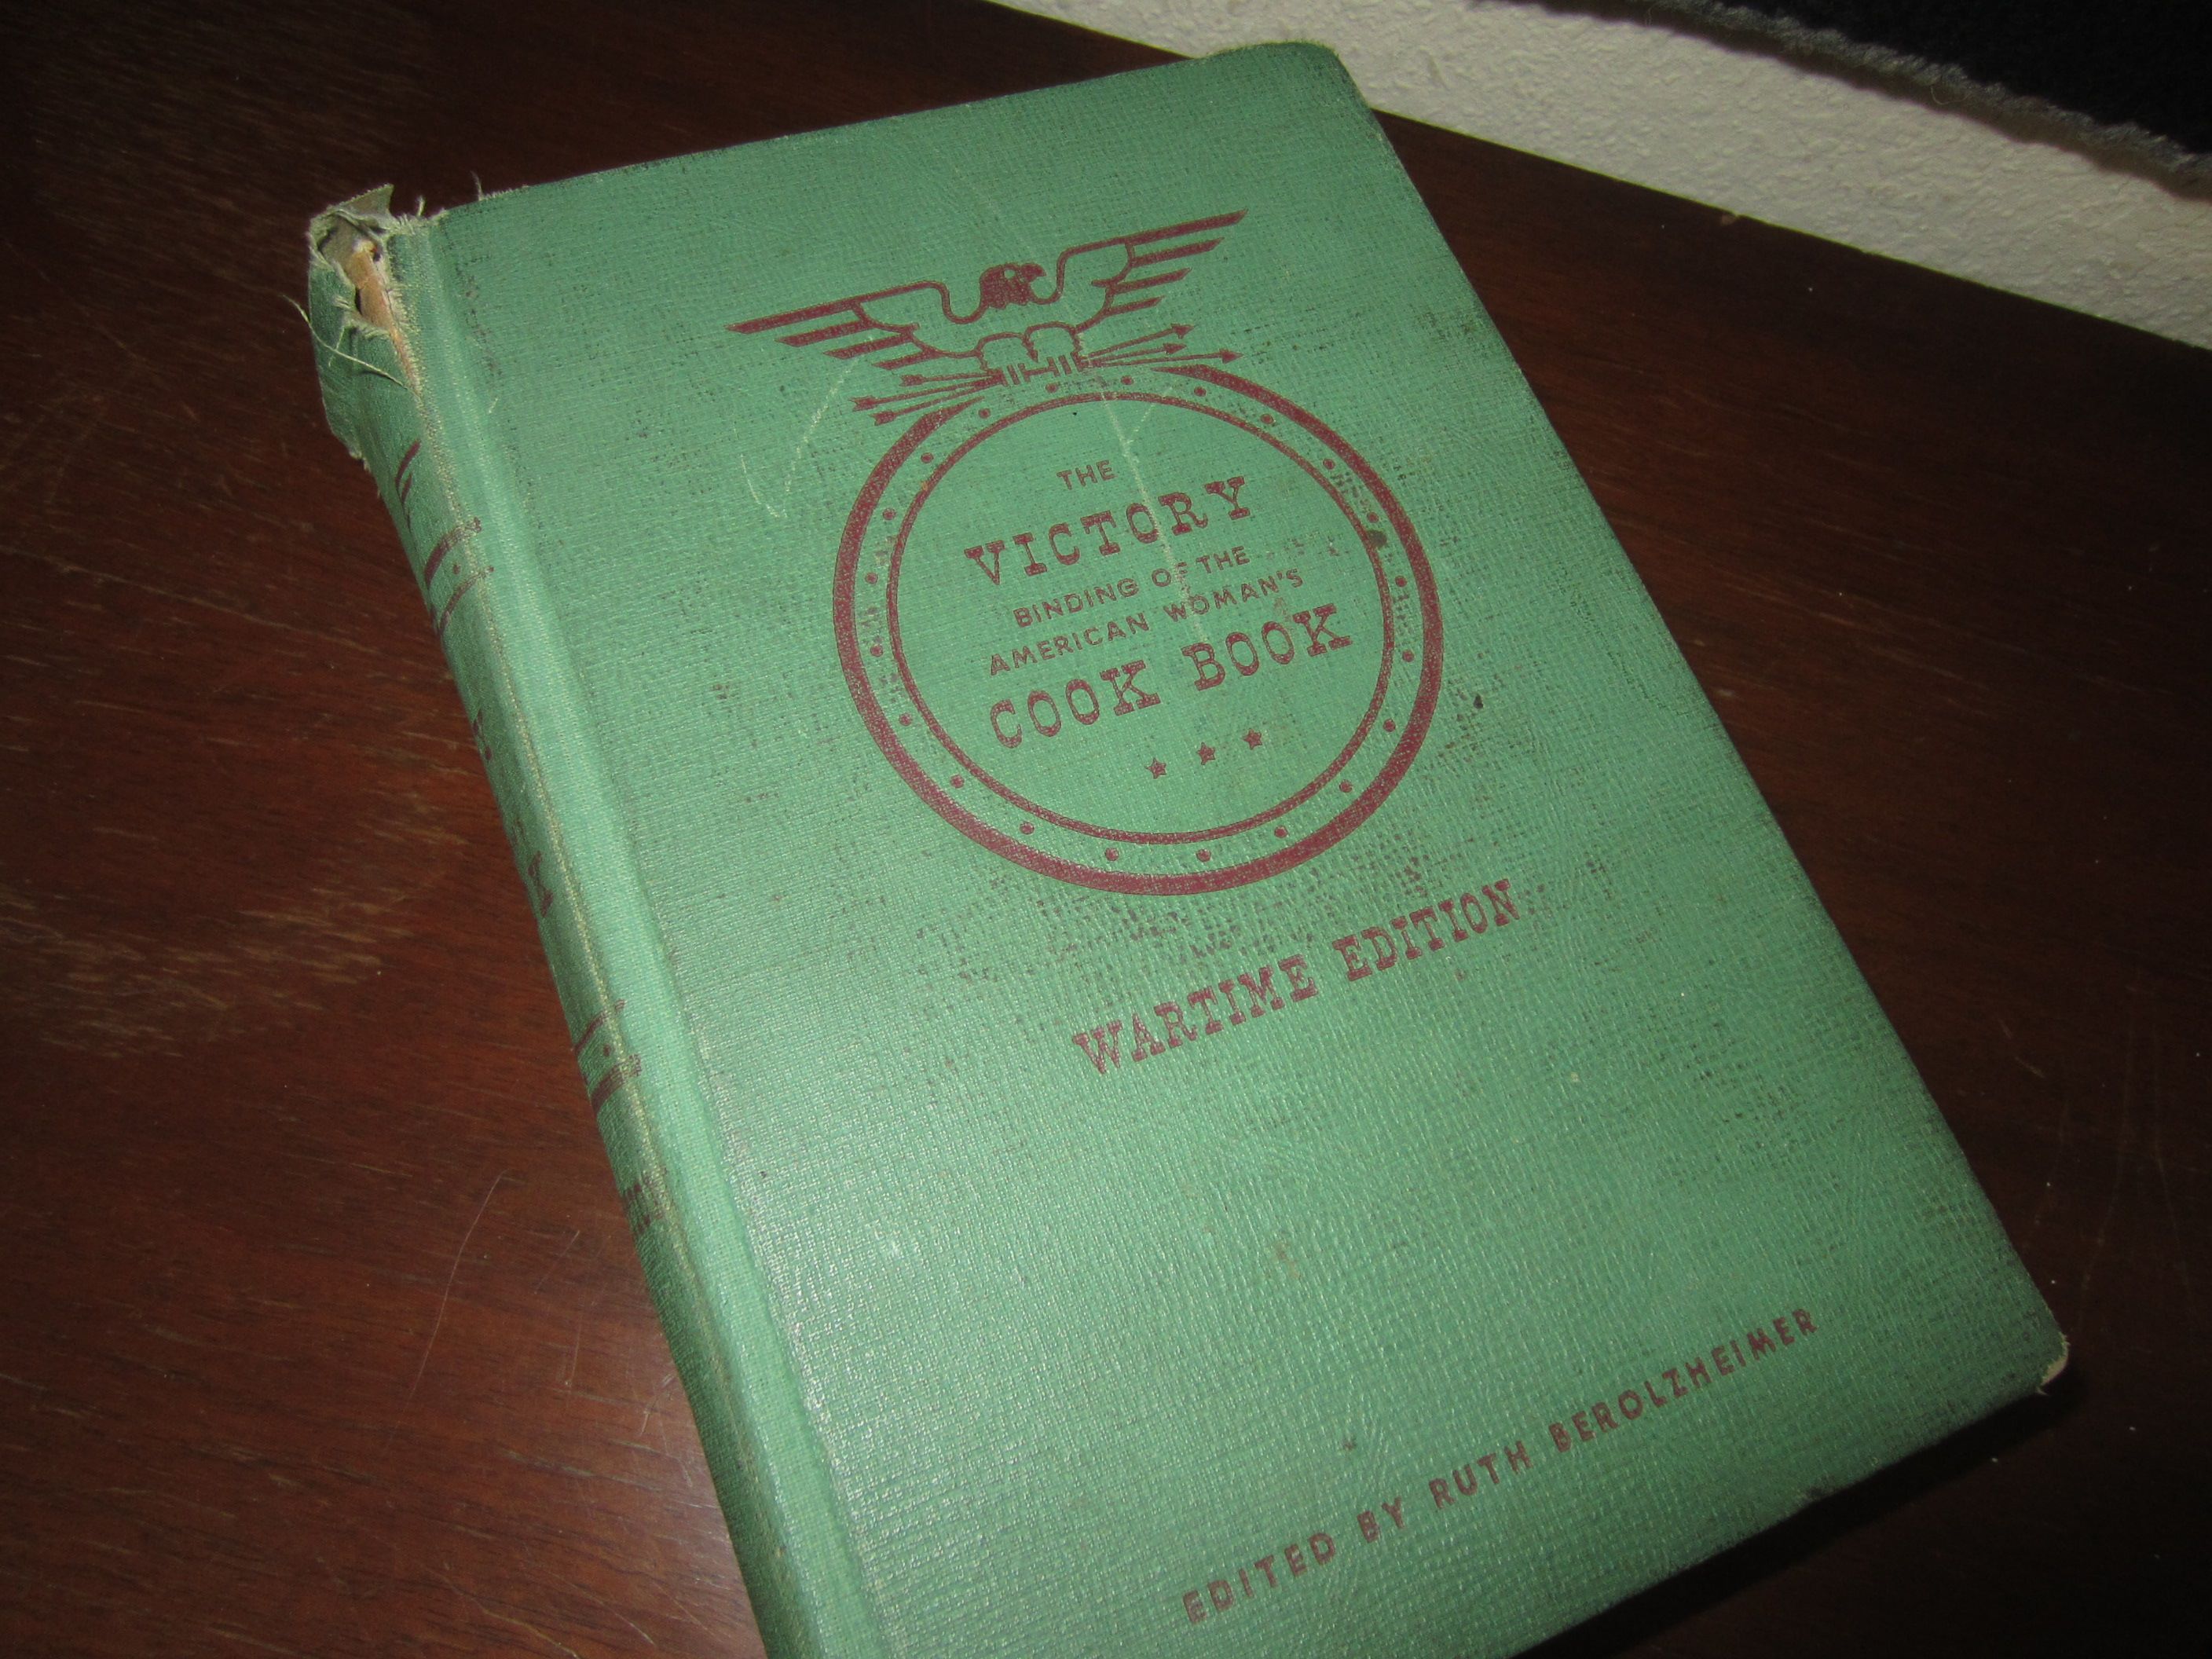 THE
VICTORY
BINDING OF THE
AMERICAN WOMAN'S
COOK BOOK
WARTIME EDITION
EDITED BY RUTH BEROLZHEIMER